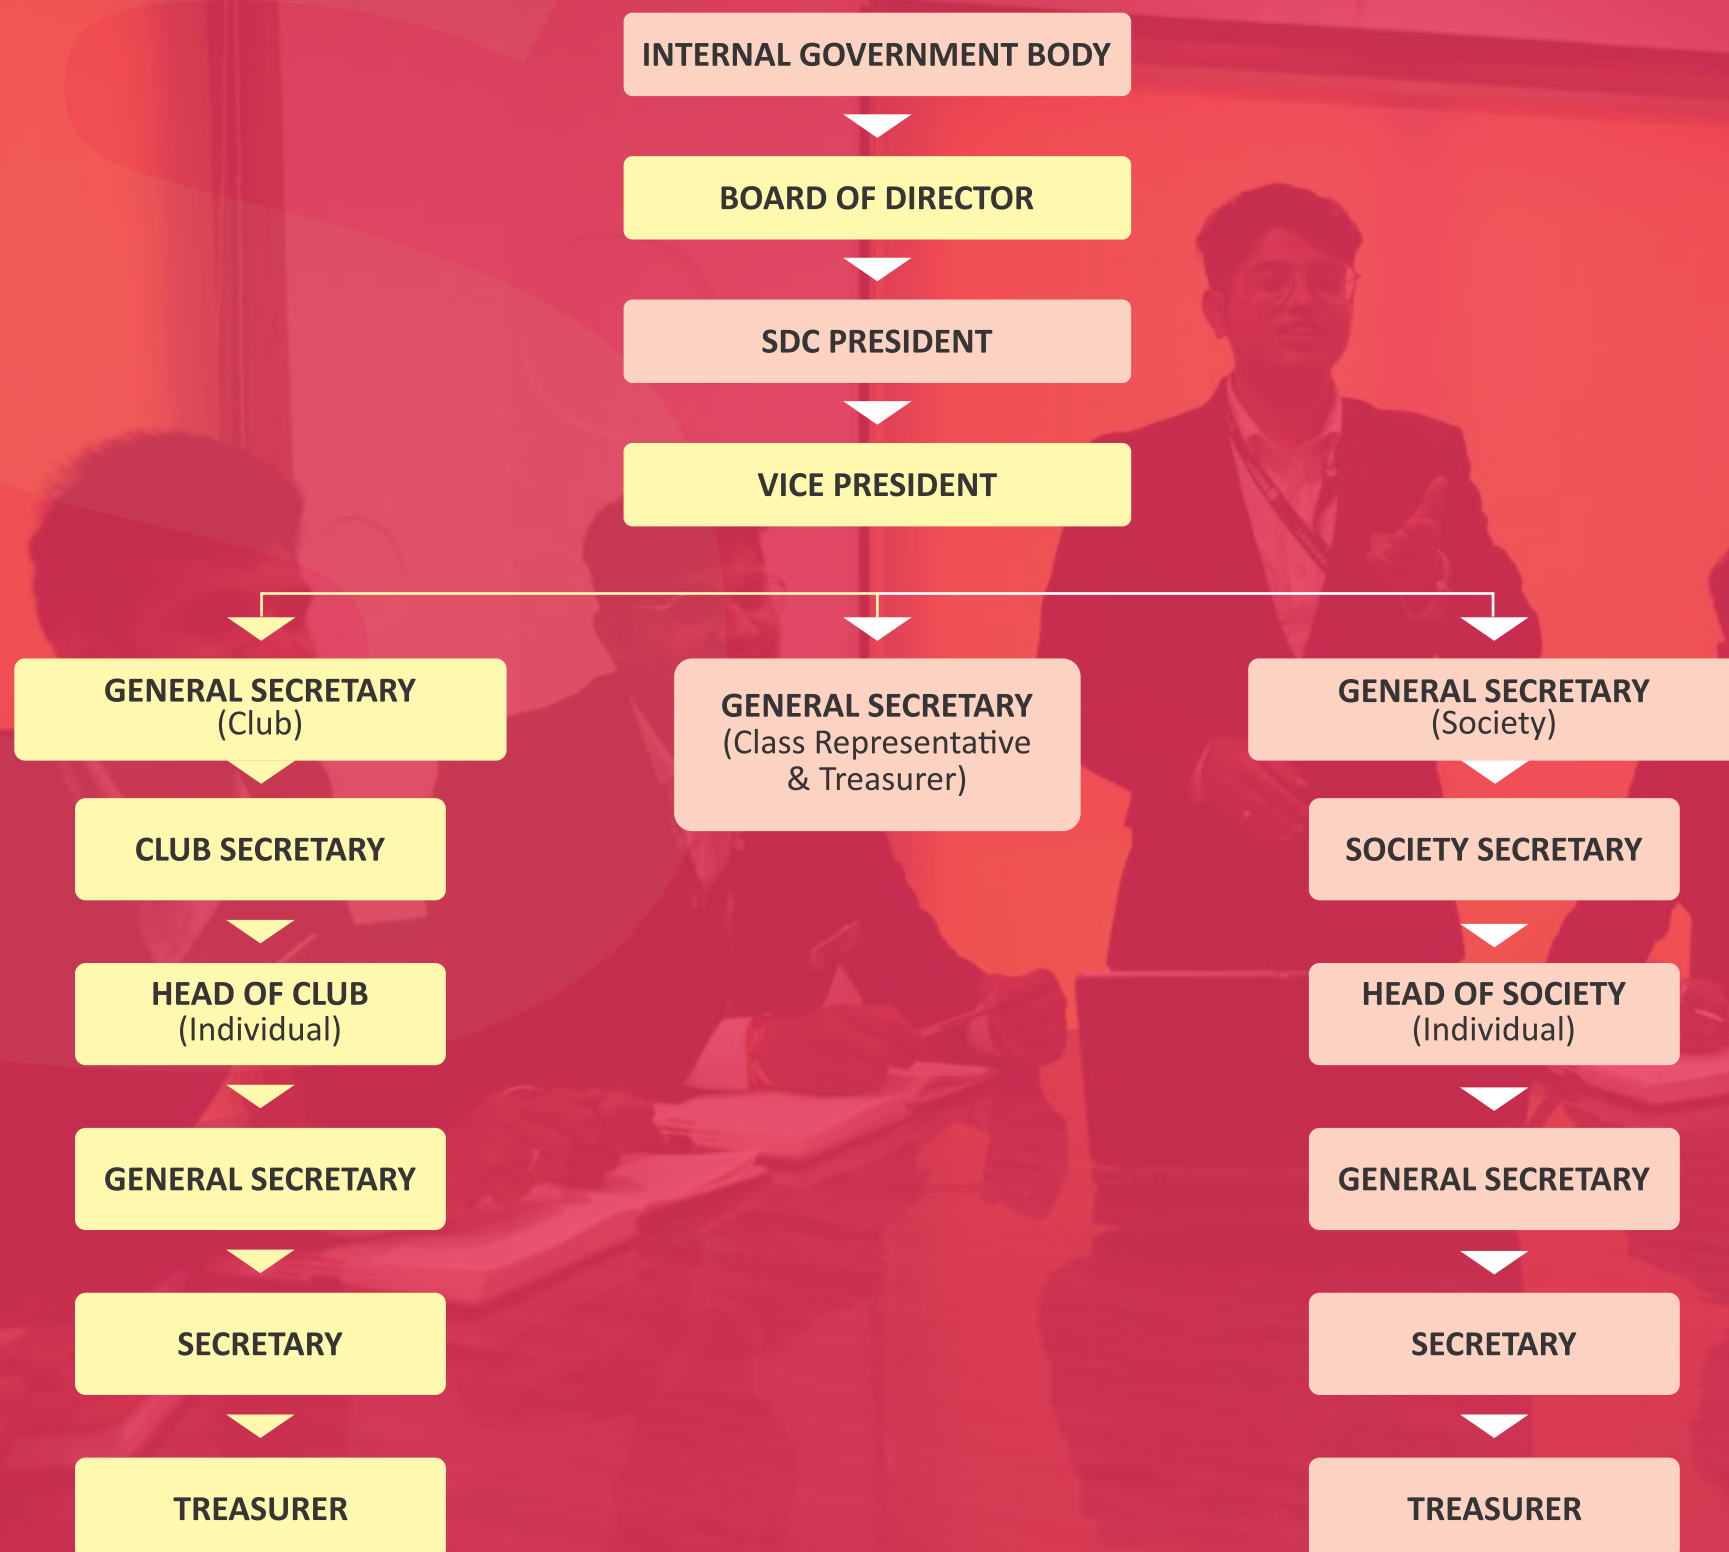 INTERNAL GOVERNMENT BODY
BOARD OF DIRECTOR
SDC PRESIDENT
VICE PRESIDENT
GENERAL SECRETARY
(Club)
GENERAL SECRETARY
(Class Representative
& Treasurer)
GENERAL SECRETARY
(Society)
CLUB SECRETARY
SOCIETY SECRETARY
HEAD OF CLUB
(Individual)
HEAD OF SOCIETY
(Individual)
GENERAL SECRETARY
GENERAL SECRETARY
SECRETARY
SECRETARY
TREASURER
TREASURER